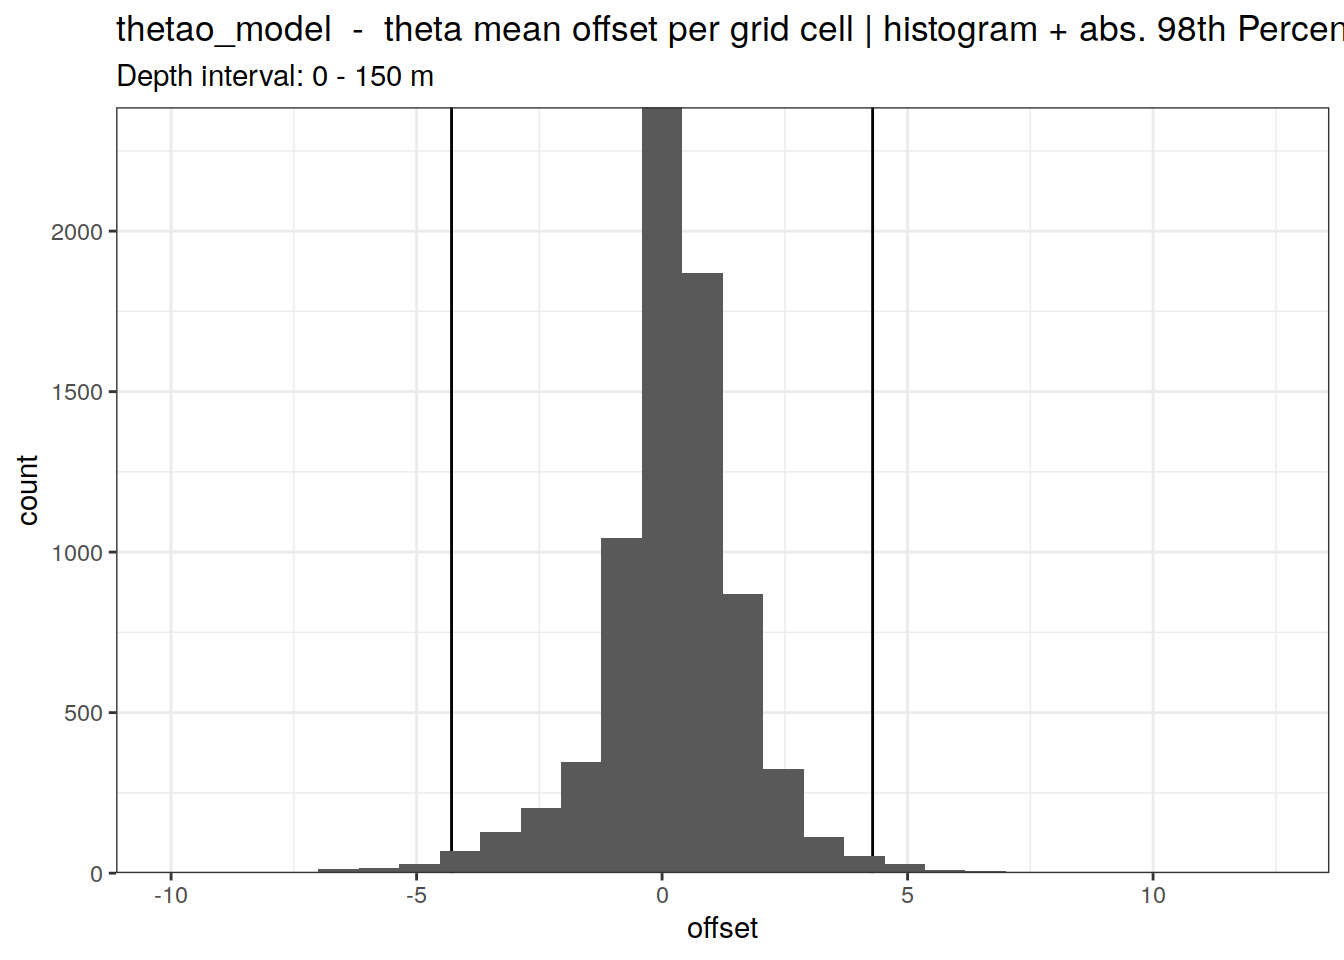 thetao_model - theta mean offset per grid cell | histogram + abs. 98th Percen
Depth interval: 0 - 150 m
2000
1500
1000
500
0
count
-10 -5 0 5 10
offset